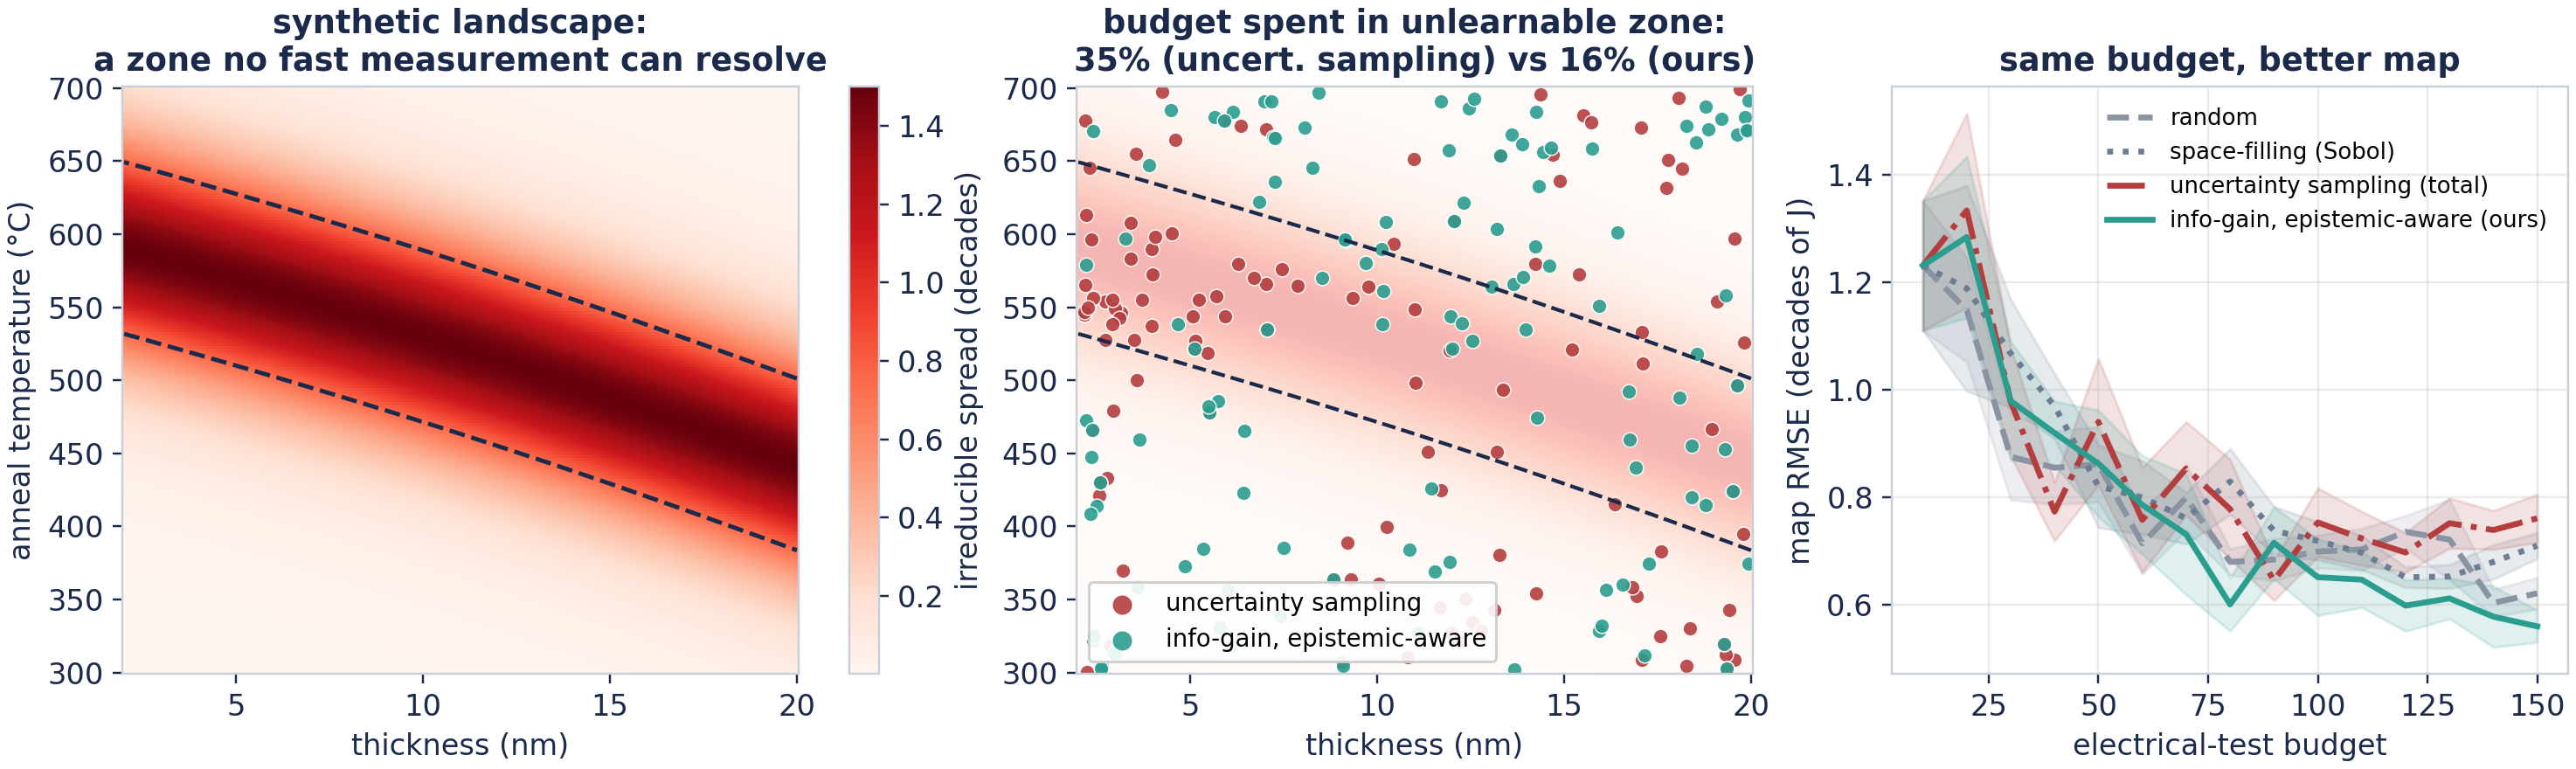 synthetic landscape:
a zone no fast measurement can resolve
700
650
600
550
500
450
400
350
300
anneal temperature (°C)
5
10
15
20
thickness (nm)
1.4
1.2
1.0
0.8
0.6
0.4
0.2
irreducible spread (decades)
budget spent in unlearnable zone:
35% (uncert. sampling) vs 16% (ours)
700
650
600
550
500
450
400
350
300
uncertainty sampling
info-gain, epistemic-aware
5
10
15
20
thickness (nm)
same budget, better map
map RMSE (decades of J)
1.4
1.2
1.0
0.8
0.6
random
space-filling (Sobol)
uncertainty sampling (total)
info-gain, epistemic-aware (ours)
25
50
75
100
125
150
electrical-test budget